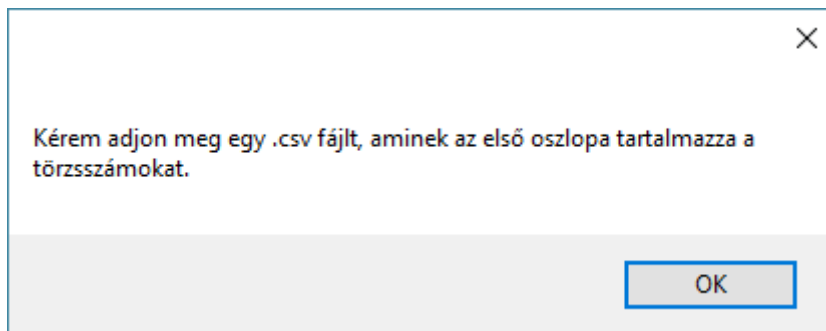 Kérem adjon meg egy .csv fájlt, aminek az első oszlopa tartalmazza a
törzsszámokat.
OK